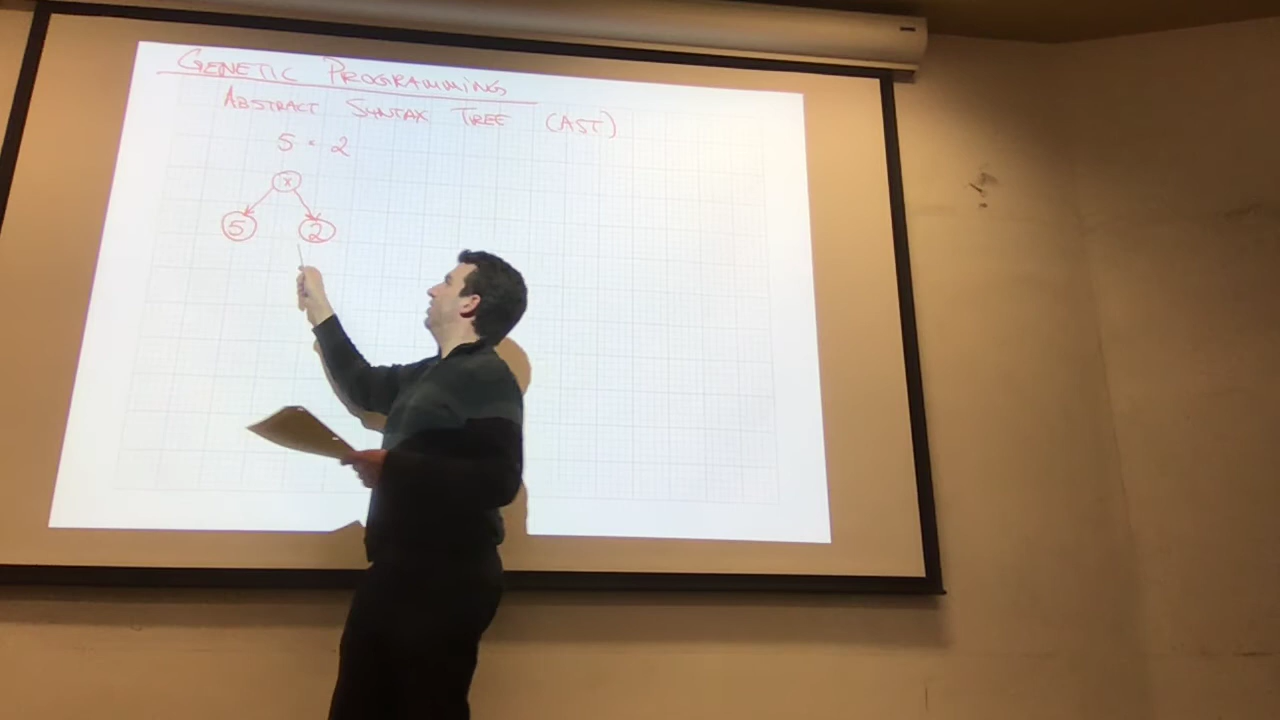 GENETIC PROGRAMMING
ABSTRACT SYNTAX TREE (AST)
5 * 2
*
5 2